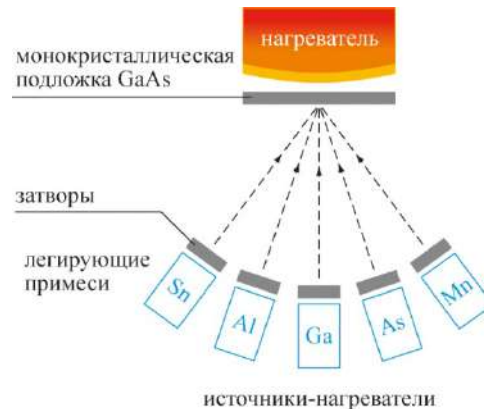 нагреватель
монокристаллическая
подложка GaAs
затворы
легирующие
примеси
Sn
Al
Ga
As
Mn
источники-нагреватели